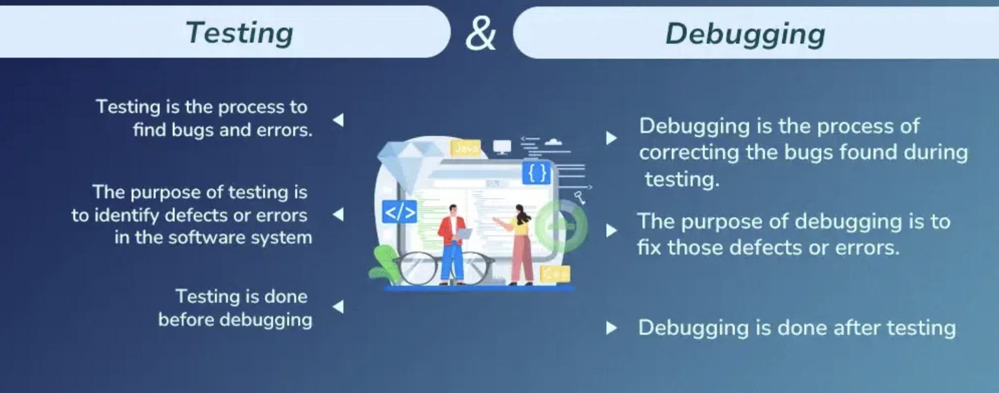 Testing
&
Debugging
Testing is the process to
find bugs and errors.
The purpose of testing is
to identify defects or errors
in the software system
Testing is done
before debugging
Java
{ }
</>
C++
Debugging is the process of
correcting the bugs found during
testing.
The purpose of debugging is to
fix those defects or errors.
Debugging is done after testing